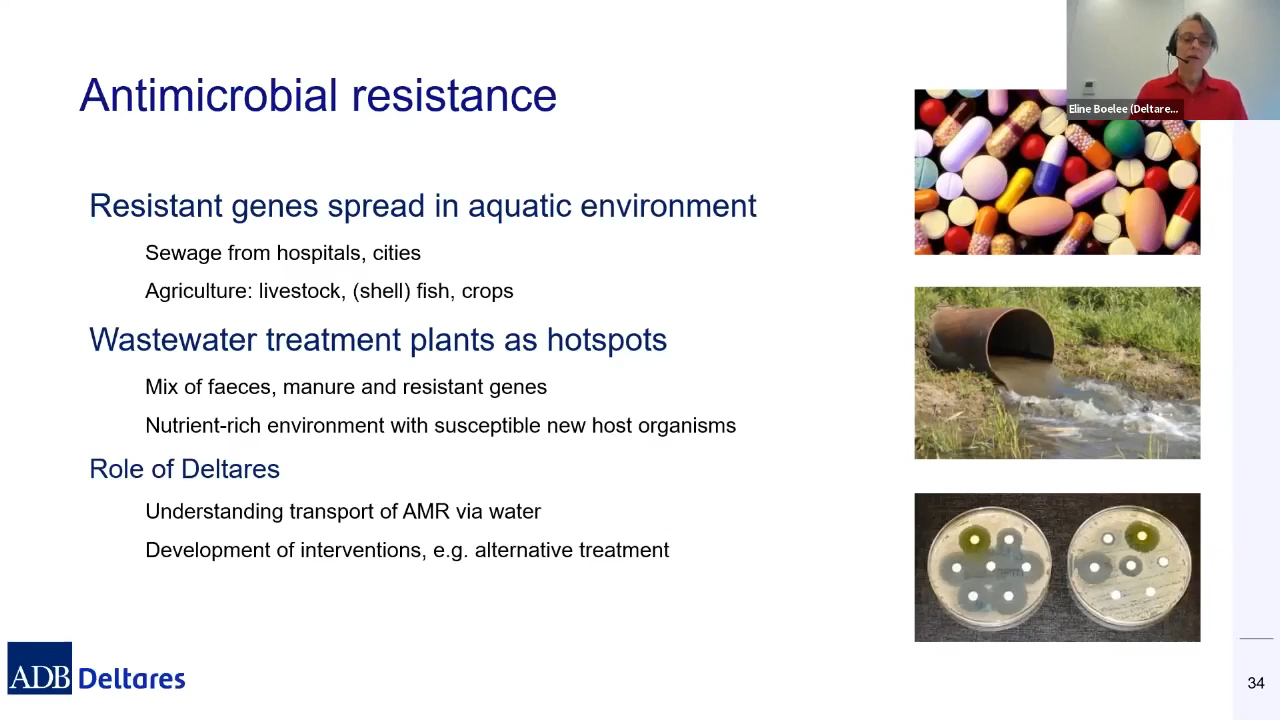 Antimicrobial resistance
Eline Boelee (Deltare...
Resistant genes spread in aquatic environment
Sewage from hospitals, cities
Agriculture: livestock, (shell) fish, crops
Wastewater treatment plants as hotspots
Mix of faeces, manure and resistant genes
Nutrient-rich environment with susceptible new host organisms
Role of Deltares
Understanding transport of AMR via water
Development of interventions, e.g. alternative treatment
ADB Deltares
34